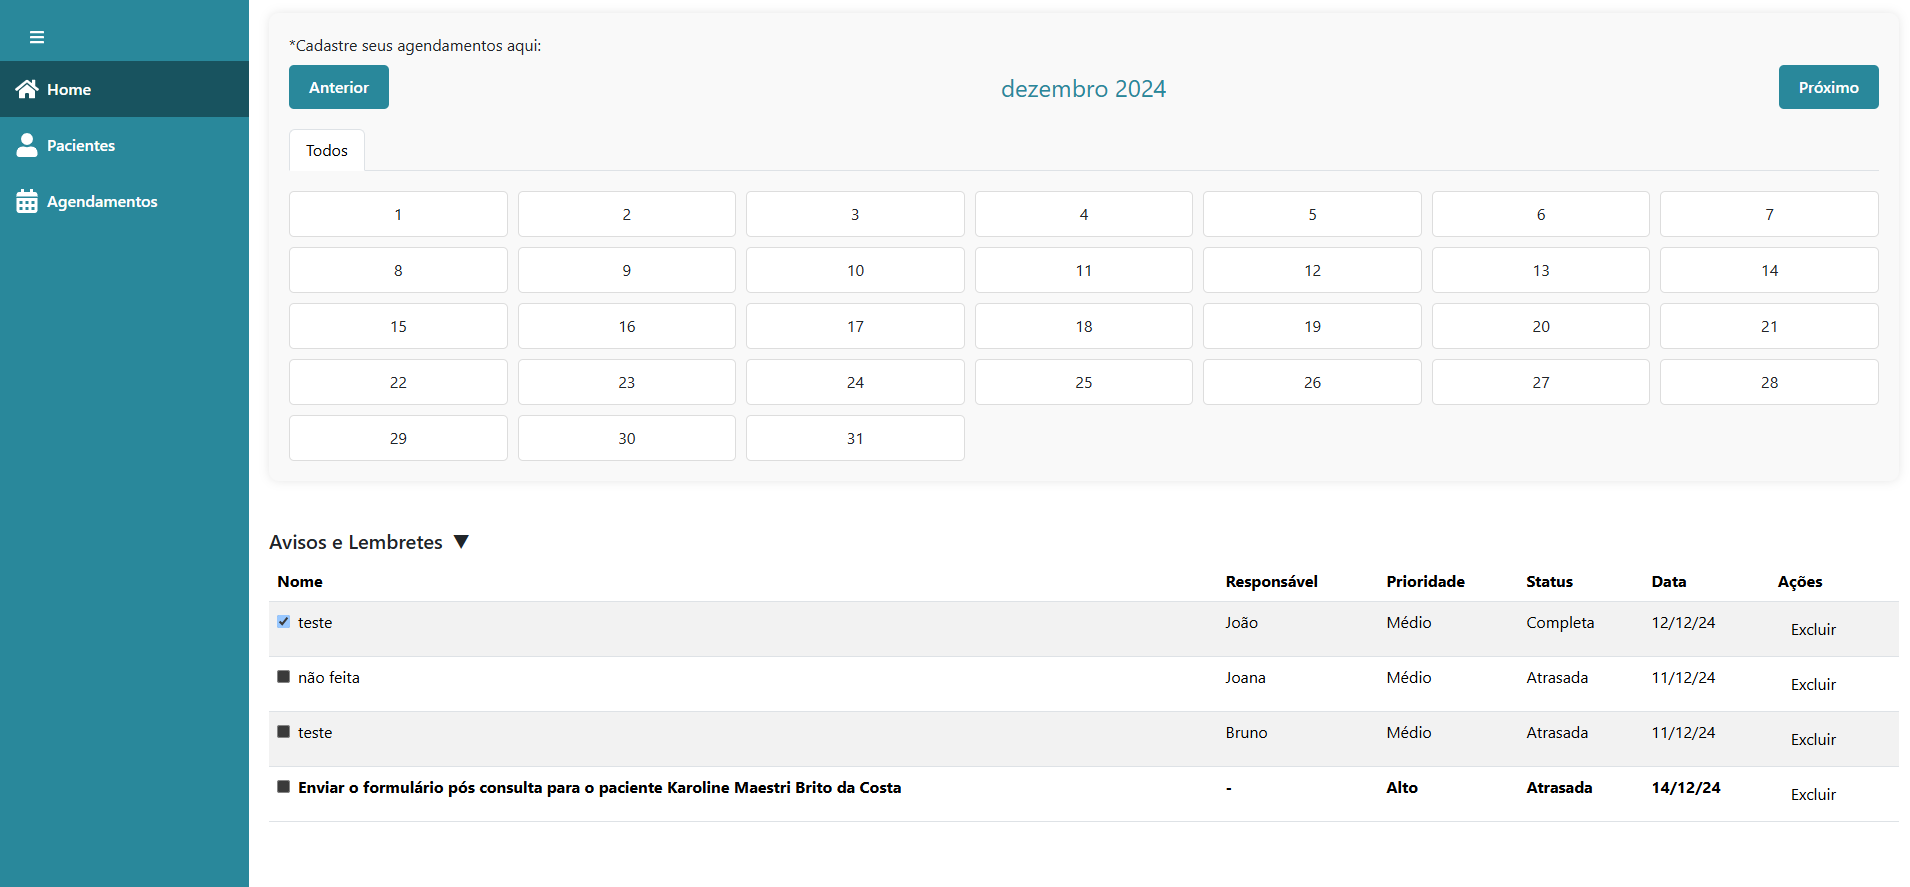 Home
Pacientes
Agendamentos
*Cadastre seus agendamentos aqui:
Anterior
dezembro 2024
Próximo
Todos
1 2 3 4 5 6 7
8 9 10 11 12 13 14
15 16 17 18 19 20 21
22 23 24 25 26 27 28
29 30 31
Avisos e Lembretes ▼
Nome Responsável Prioridade Status Data Ações
teste João Médio Completa 12/12/24 Excluir
não feita Joana Médio Atrasada 11/12/24 Excluir
teste Bruno Médio Atrasada 11/12/24 Excluir
Enviar o formulário pós consulta para o paciente Karoline Maestri Brito da Costa - Alto Atrasada 14/12/24 Excluir